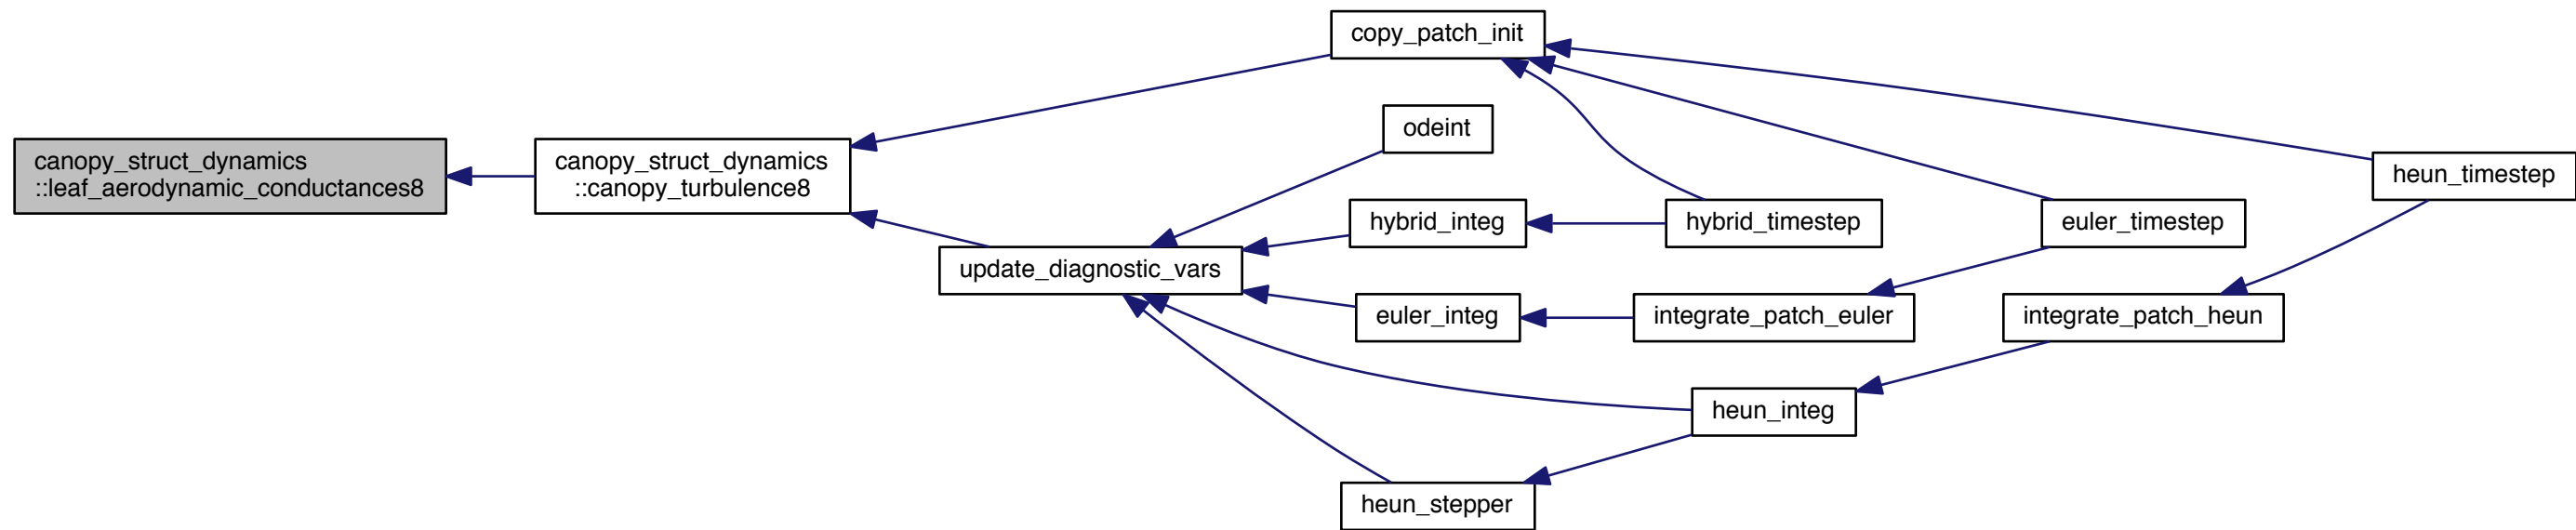 canopy_struct_dynamics
::leaf_aerodynamic_conductances8
canopy_struct_dynamics
::canopy_turbulence8
copy_patch_init
odeint
heun_timestep
hybrid_integ
hybrid_timestep
euler_timestep
update_diagnostic_vars
euler_integ
integrate_patch_euler
integrate_patch_heun
heun_integ
heun_stepper